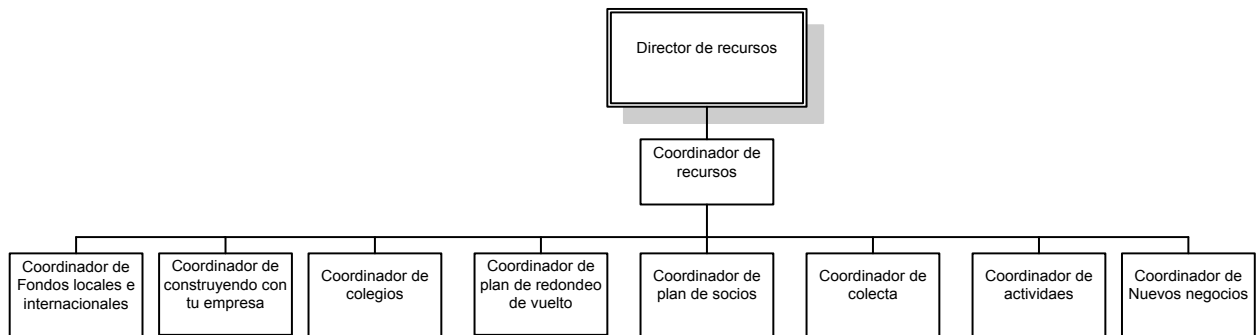 Director de recursos
Coordinador de
recursos
Coordinador de
Fondos locales e
internacionales
Coordinador de
construyendo con
tu empresa
Coordinador de
colegios
Coordinador de
plan de redondeo
de vuelto
Coordinador de
plan de socios
Coordinador de
colecta
Coordinador de
actividaes
Coordinador de
Nuevos negocios